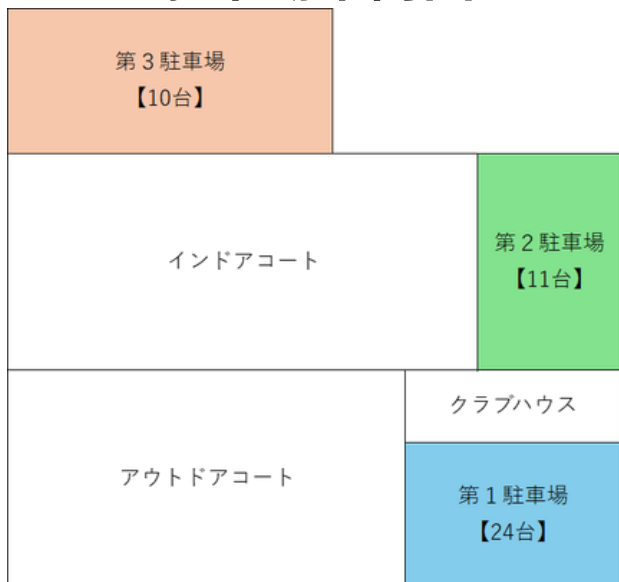 第3駐車場
【10台】
インドアコート
第2駐車場
【11台】
クラブハウス
アウトドアコート
第1駐車場
【24台】